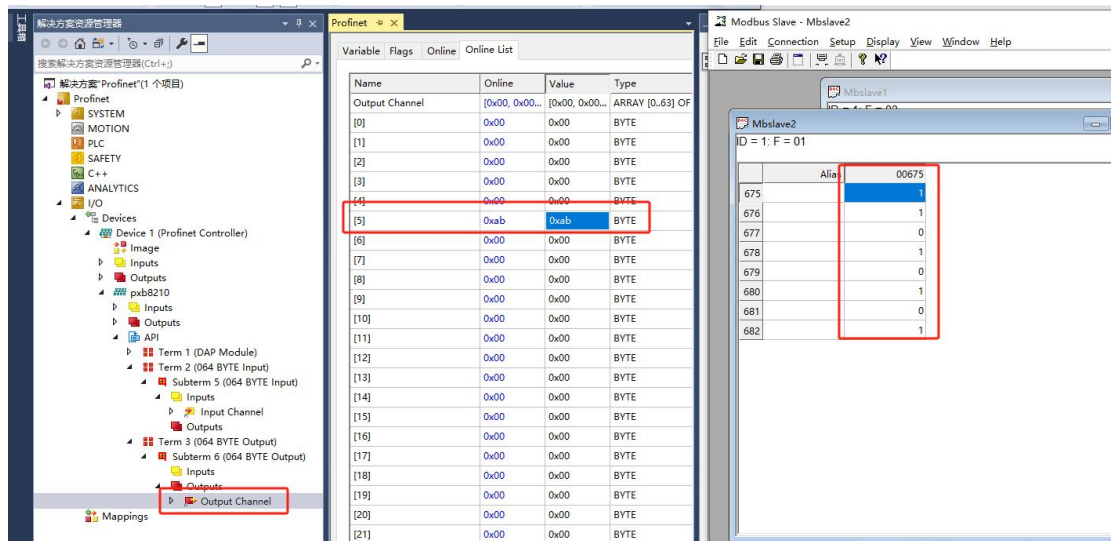 解决方案资源管理器
搜索解决方案资源管理器(Ctrl+;)
解决方案"Profinet"(1 个项目)
Profinet
SYSTEM
MOTION
PLC
SAFETY
C++
ANALYTICS
I/O
Devices
Device 1 (Profinet Controller)
Image
Inputs
Outputs
pxb8210
Inputs
Outputs
API
Term 1 (DAP Module)
Term 2 (064 BYTE Input)
Subterm 5 (064 BYTE Input)
Inputs
Input Channel
Outputs
Term 3 (064 BYTE Output)
Subterm 6 (064 BYTE Output)
Inputs
Outputs
Output Channel
Mappings
Profinet
Variable Flags Online Online List
Name Online Value Type
Output Channel [0x00, 0x00... [0x00, 0x00... ARRAY [0..63] OF
[0] 0x00 0x00 BYTE
[1] 0x00 0x00 BYTE
[2] 0x00 0x00 BYTE
[3] 0x00 0x00 BYTE
[4] 0x00 0x00 BYTE
[5] 0xab 0xab BYTE
[6] 0x00 0x00 BYTE
[7] 0x00 0x00 BYTE
[8] 0x00 0x00 BYTE
[9] 0x00 0x00 BYTE
[10] 0x00 0x00 BYTE
[11] 0x00 0x00 BYTE
[12] 0x00 0x00 BYTE
[13] 0x00 0x00 BYTE
[14] 0x00 0x00 BYTE
[15] 0x00 0x00 BYTE
[16] 0x00 0x00 BYTE
[17] 0x00 0x00 BYTE
[18] 0x00 0x00 BYTE
[19] 0x00 0x00 BYTE
[20] 0x00 0x00 BYTE
[21] 0x00 0x00 BYTE
Modbus Slave - Mbslave2
File Edit Connection Setup Display View Window Help
Mbslave1
Mbslave2
ID = 1: F = 01
Alias 00675
675 1
676 1
677 0
678 1
679 0
680 1
681 0
682 1